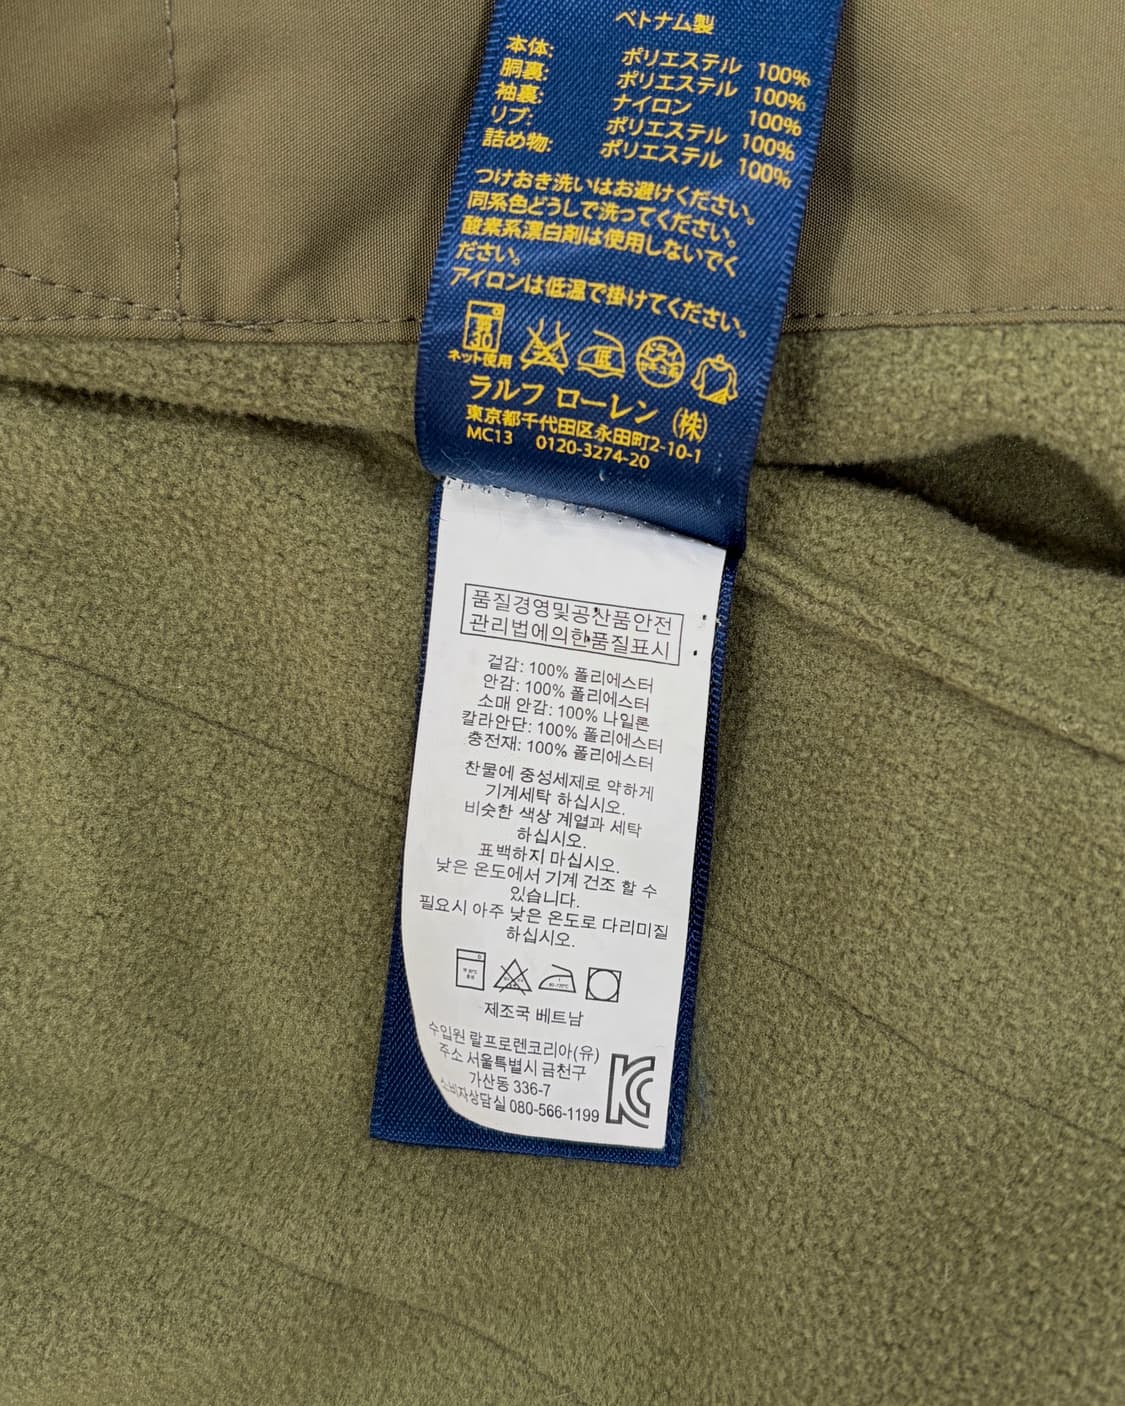 ベトナム製
本体: ポリエステル 100%
胴裏: ポリエステル 100%
袖裏: ナイロン 100%
リブ: ポリエステル 100%
詰め物: ポリエステル 100%
つけおき洗いはお避けください。
同系色どうしで洗ってください。
酸素系漂白剤は使用しないでく
ださい。
アイロンは低温で掛けてください。
弱 30 低 ドライ
ネット使用
ラルフ ローレン (株)
東京都千代田区永田町2-10-1
MC13 0120-3274-20
품질경영및공산품안전
관리법에의한품질표시
겉감: 100% 폴리에스터
안감: 100% 폴리에스터
소매 안감: 100% 나일론
칼라안단: 100% 폴리에스터
충전재: 100% 폴리에스터
찬물에 중성세제로 약하게
기계세탁 하십시오.
비슷한 색상 계열과 세탁
하십시오.
표백하지 마십시오.
낮은 온도에서 기계 건조 할 수
있습니다.
필요시 아주 낮은 온도로 다리미질
하십시오.
제조국 베트남
수입원 랄프로렌코리아(유)
주소 서울특별시 금천구
가산동 336-7
소비자상담실 080-566-1199